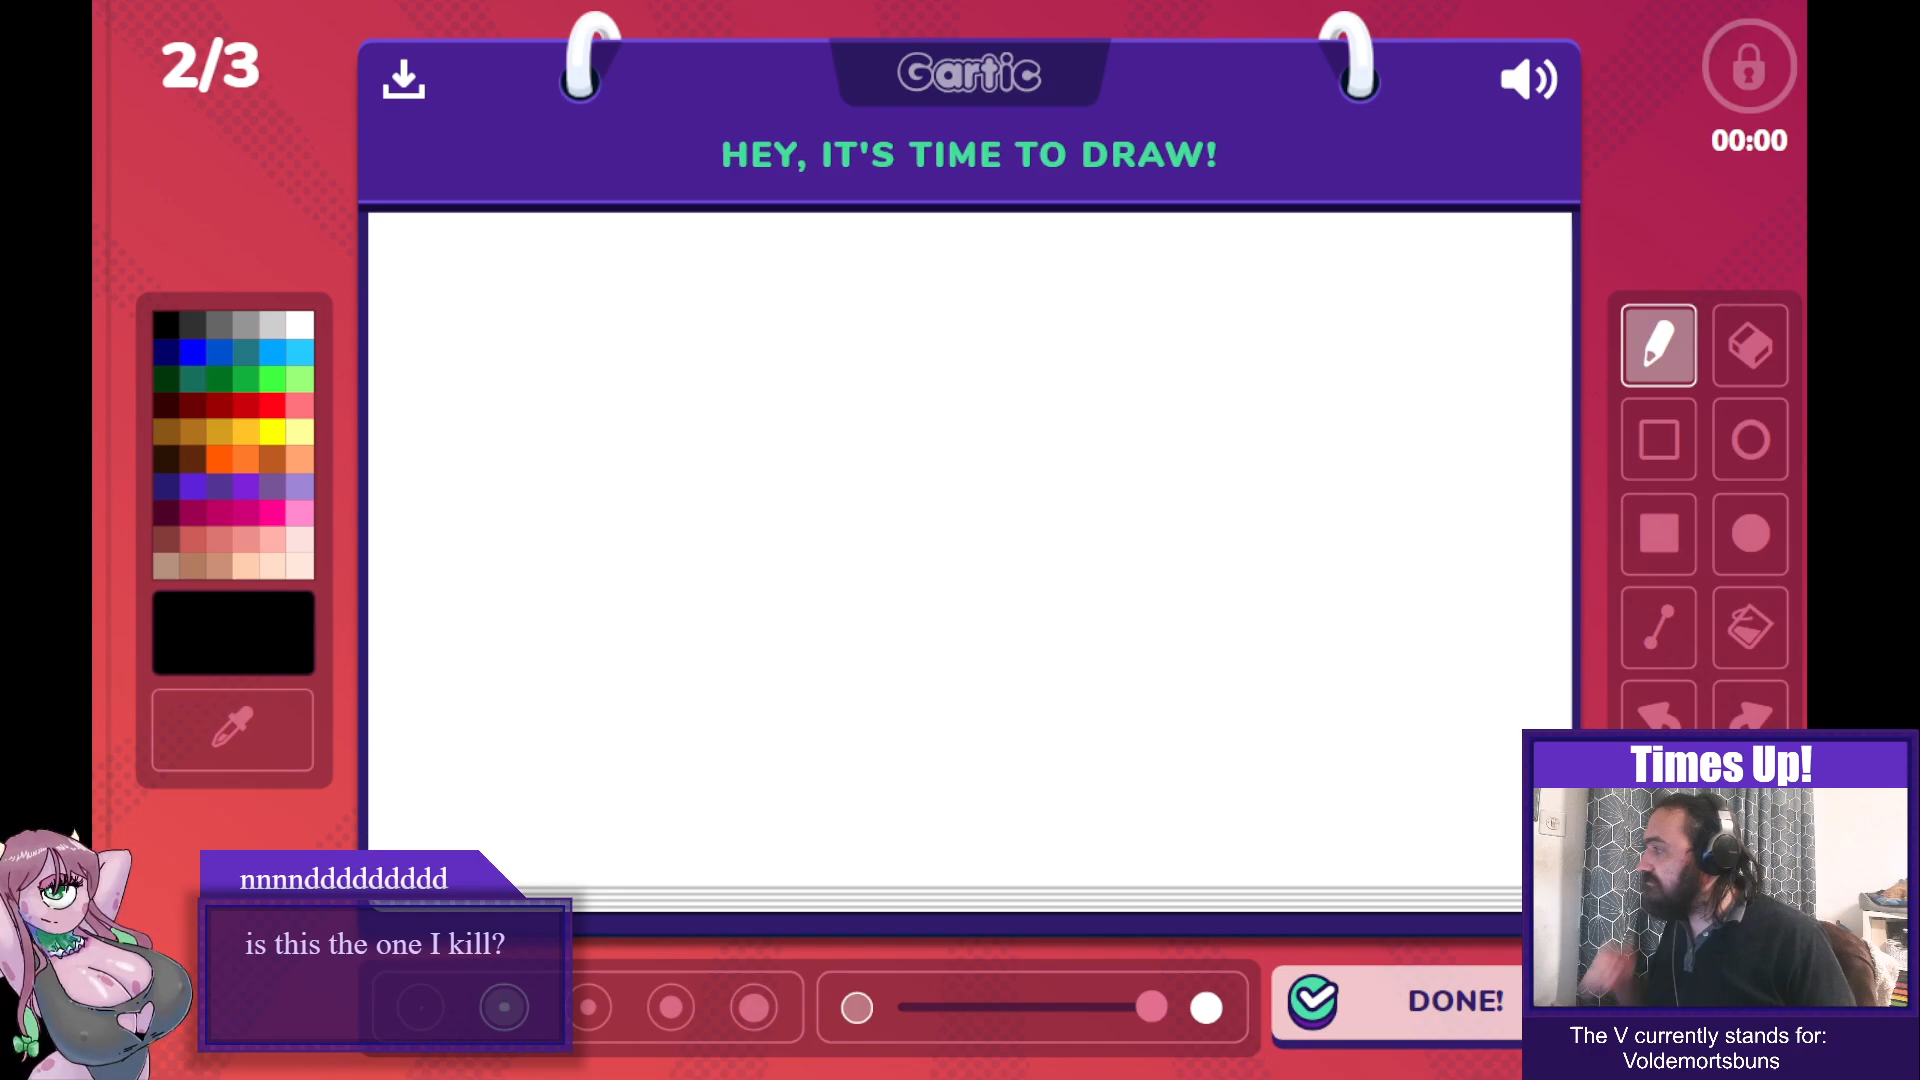 2/3
Gartic
HEY, IT'S TIME TO DRAW!
00:00
nnnnddddddddd
is this the one I kill?
DONE!
Times Up!
The V currently stands for:
Voldemortsbuns